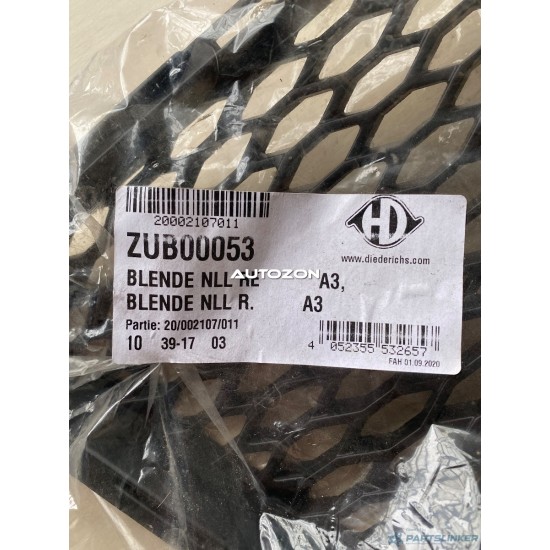 20002107011
ZUB00053
HD
www.diederichs.com
BLENDE NLL RE A3,
AUTOZON
BLENDE NLL R. A3
Partie: 20/002107/011
10 39-17 03
4 052355 532657
FAH 01.09.2020
PARTSLINKER